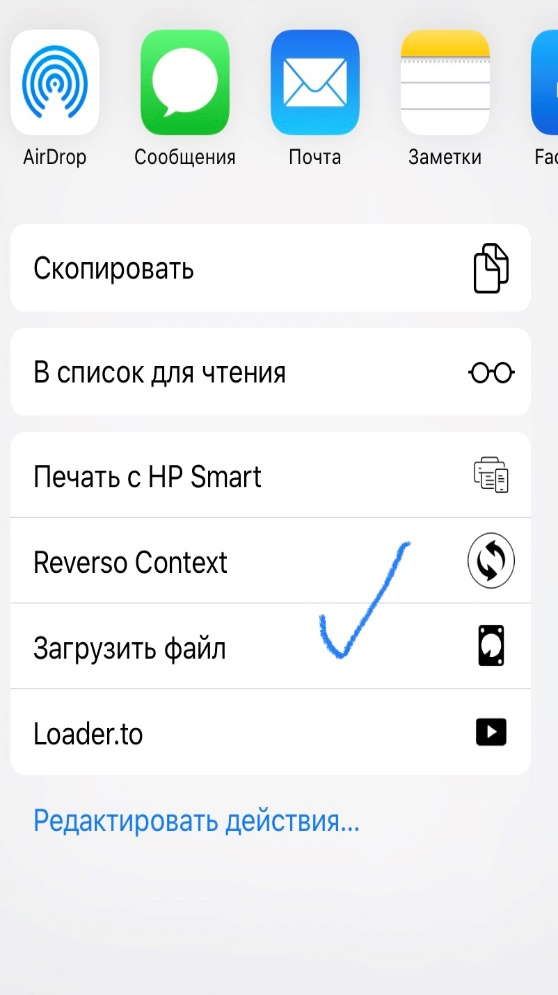 AirDrop
Сообщения
Почта
Заметки
Скопировать
В список для чтения
Печать с HP Smart
Reverso Context
Загрузить файл
Loader.to
Редактировать действия...